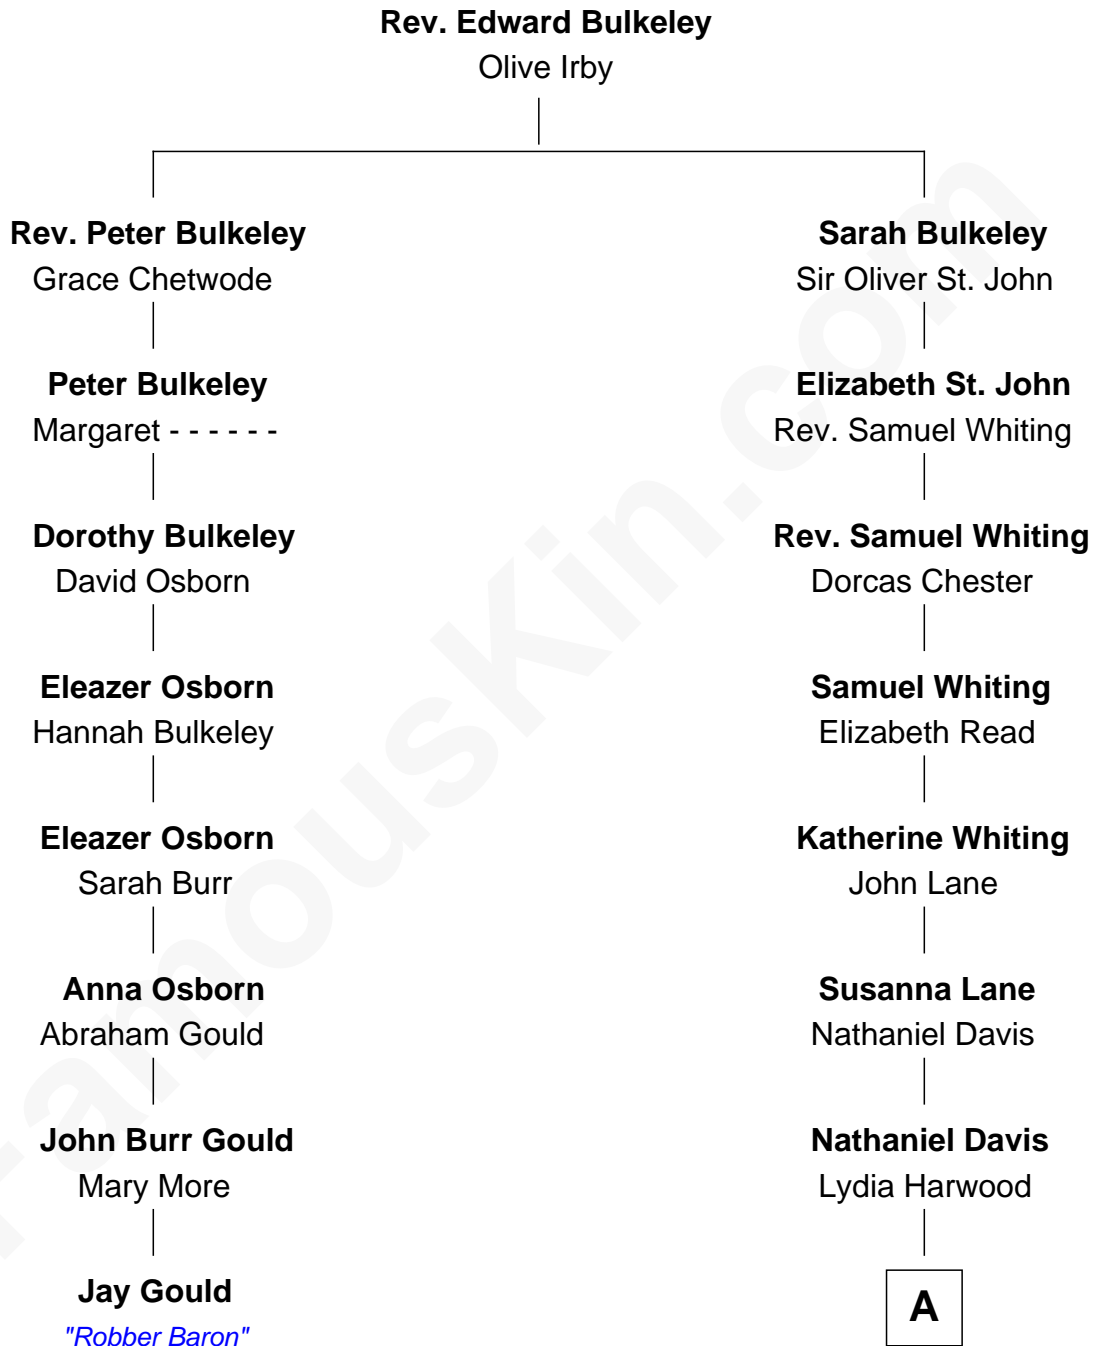 Rev. Edward Bulkeley
Olive Irby
Rev. Peter Bulkeley
Grace Chetwode
Sarah Bulkeley
Sir Oliver St. John
Peter Bulkeley
Margaret - - - - - -
Elizabeth St. John
Rev. Samuel Whiting
Dorothy Bulkeley
David Osborn
Rev. Samuel Whiting
Dorcas Chester
Eleazer Osborn
Hannah Bulkeley
Samuel Whiting
Elizabeth Read
Eleazer Osborn
Sarah Burr
Katherine Whiting
John Lane
Anna Osborn
Abraham Gould
Susanna Lane
Nathaniel Davis
John Burr Gould
Mary More
Nathaniel Davis
Lydia Harwood
Jay Gould
"Robber Baron"
A
FamousKin.com